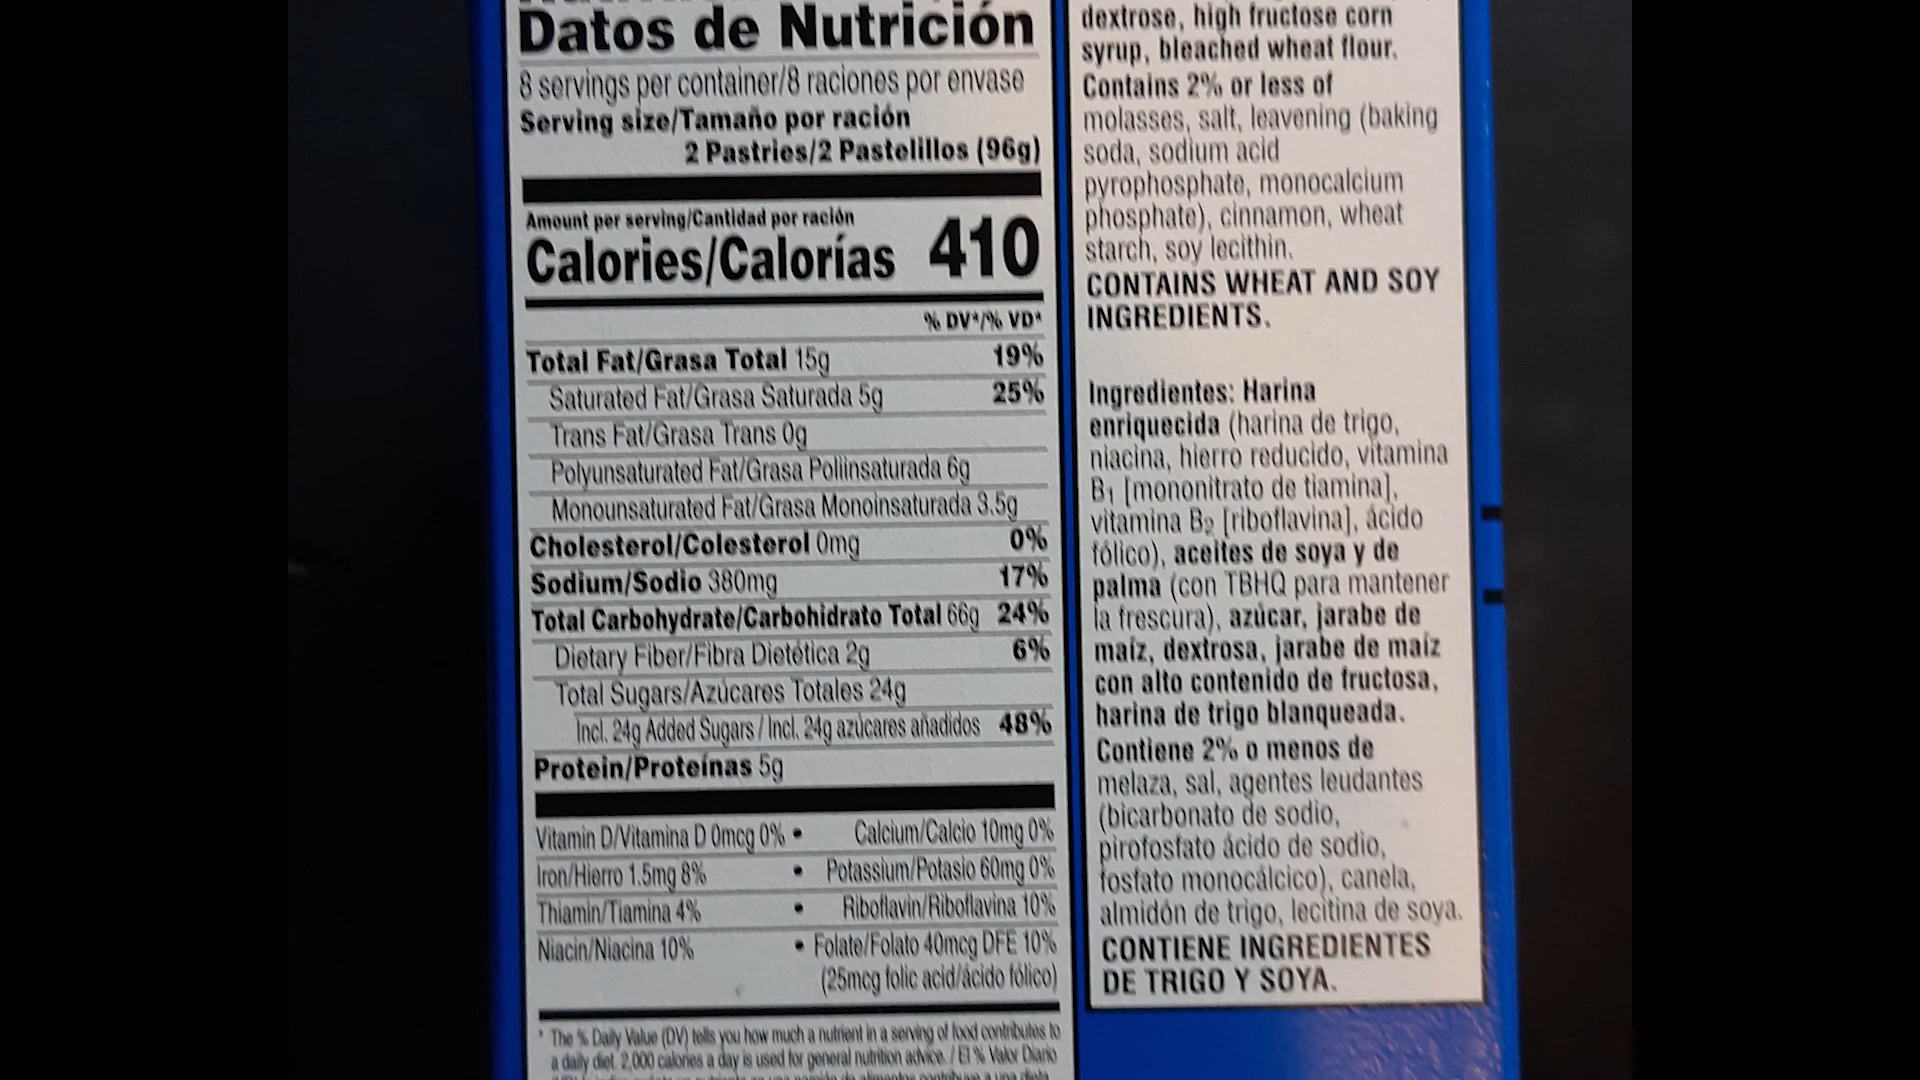 Datos de Nutrición
8 servings per container/8 raciones por envase
Serving size/Tamaño por ración
2 Pastries/2 Pastelillos (96g)
Amount per serving/Cantidad por ración
Calories/Calorías 410
% DV*/% VD*
Total Fat/Grasa Total 15g 19%
Saturated Fat/Grasa Saturada 5g 25%
Trans Fat/Grasa Trans 0g
Polyunsaturated Fat/Grasa Poliinsaturada 6g
Monounsaturated Fat/Grasa Monoinsaturada 3.5g
Cholesterol/Colesterol 0mg 0%
Sodium/Sodio 380mg 17%
Total Carbohydrate/Carbohidrato Total 66g 24%
Dietary Fiber/Fibra Dietética 2g 6%
Total Sugars/Azúcares Totales 24g
Incl. 24g Added Sugars / Incl. 24g azúcares añadidos 48%
Protein/Proteínas 5g
Vitamin D/Vitamina D 0mcg 0% • Calcium/Calcio 10mg 0%
Iron/Hierro 1.5mg 8% • Potassium/Potasio 60mg 0%
Thiamin/Tiamina 4% • Riboflavin/Riboflavina 10%
Niacin/Niacina 10% • Folate/Folato 40mcg DFE 10%
(25mcg folic acid/ácido fólico)
* The % Daily Value (DV) tells you how much a nutrient in a serving of food contributes to
a daily diet. 2,000 calories a day is used for general nutrition advice. / El % Valor Diario
dextrose, high fructose corn
syrup, bleached wheat flour.
Contains 2% or less of
molasses, salt, leavening (baking
soda, sodium acid
pyrophosphate, monocalcium
phosphate), cinnamon, wheat
starch, soy lecithin.
CONTAINS WHEAT AND SOY
INGREDIENTS.
Ingredientes: Harina
enriquecida (harina de trigo,
niacina, hierro reducido, vitamina
B₁ [mononitrato de tiamina],
vitamina B₂ [riboflavina], ácido
fólico), aceites de soya y de
palma (con TBHQ para mantener
la frescura), azúcar, jarabe de
maíz, dextrosa, jarabe de maíz
con alto contenido de fructosa,
harina de trigo blanqueada.
Contiene 2% o menos de
melaza, sal, agentes leudantes
(bicarbonato de sodio,
pirofosfato ácido de sodio,
fosfato monocálcico), canela,
almidón de trigo, lecitina de soya.
CONTIENE INGREDIENTES
DE TRIGO Y SOYA.